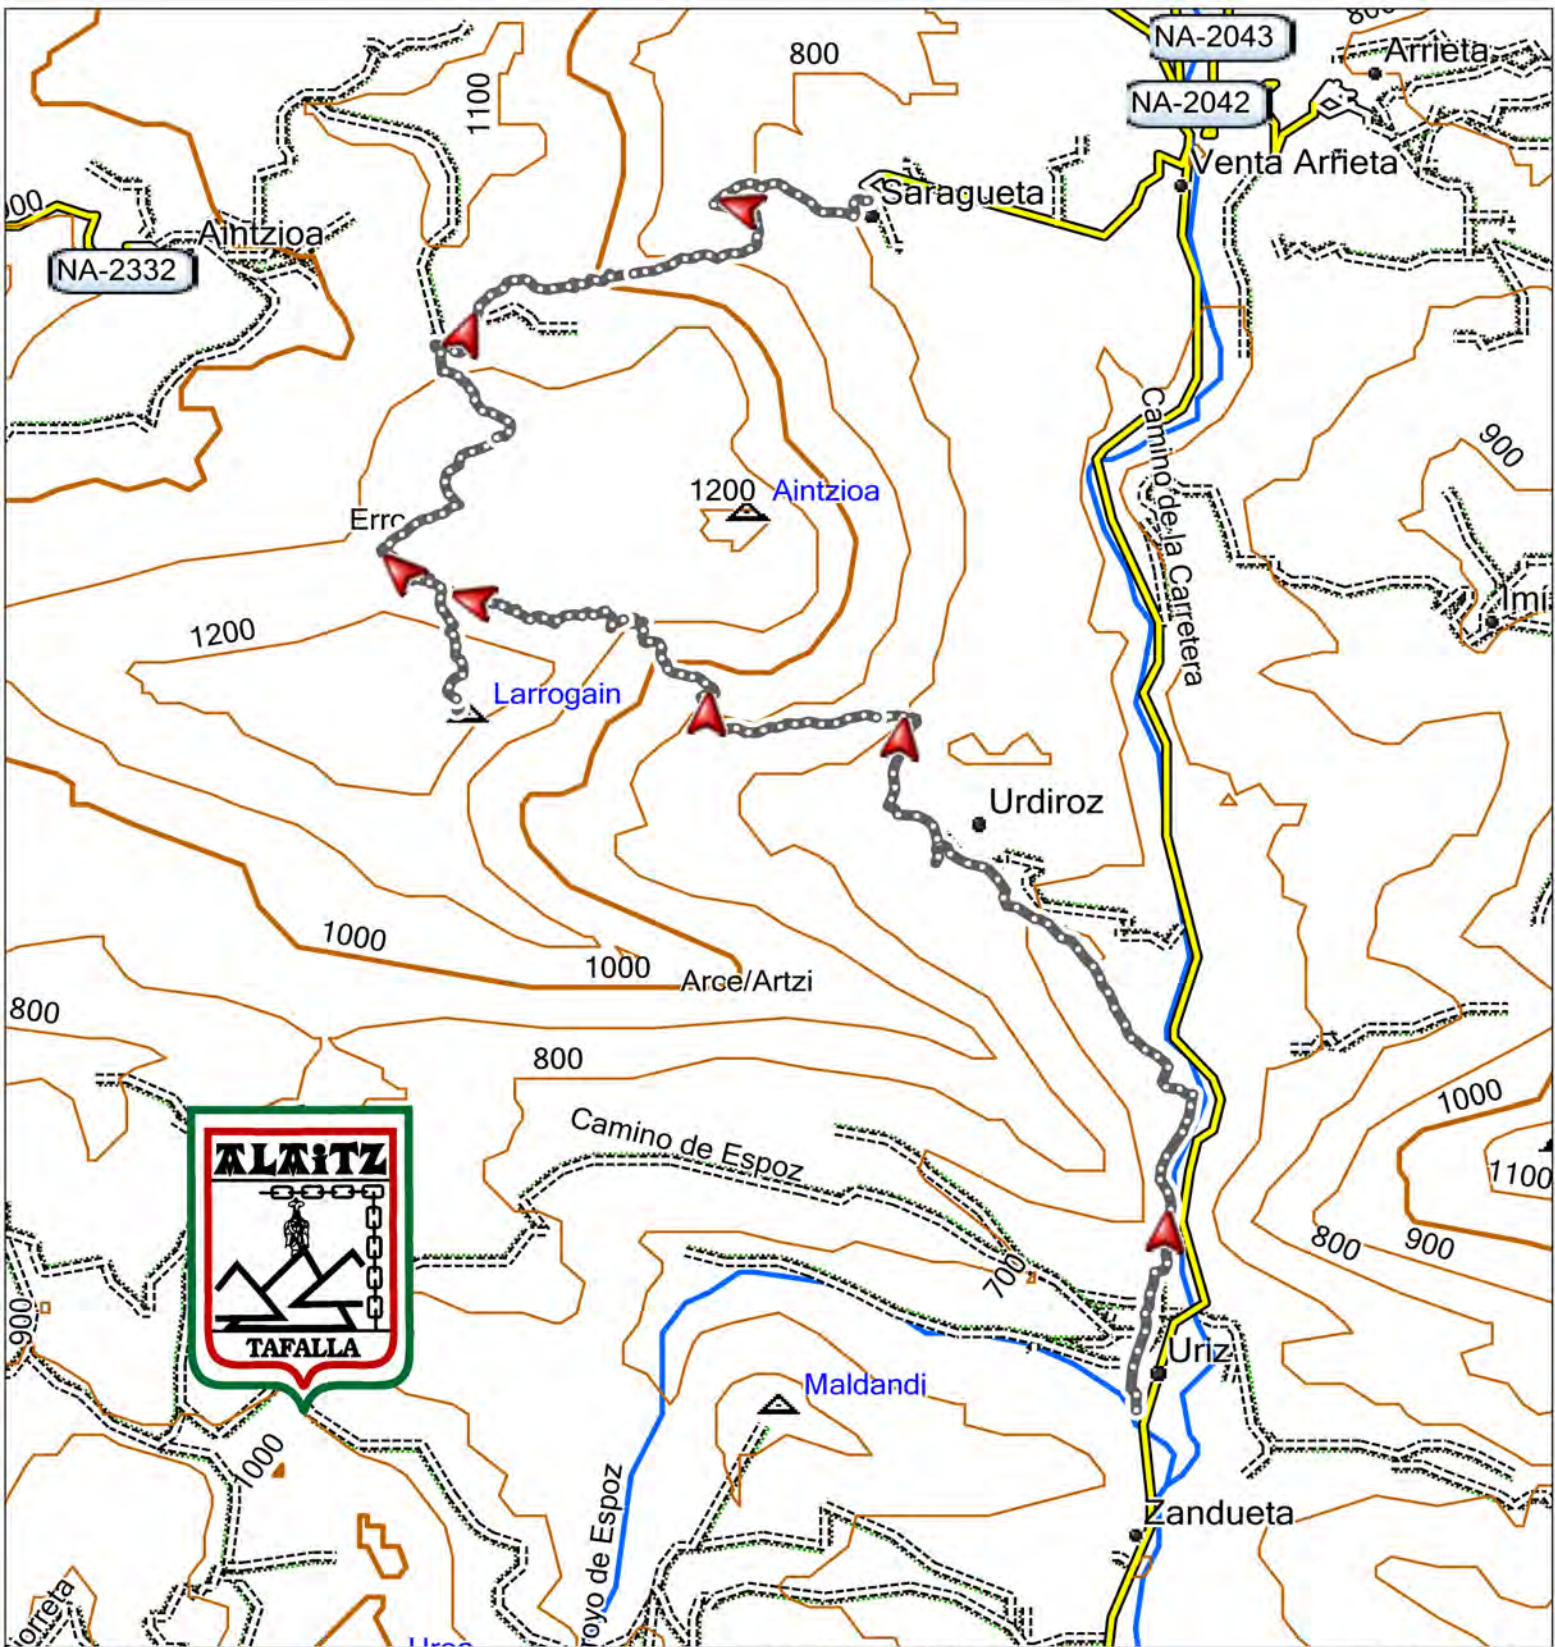 800
NA-2043
Arrieta
1100
NA-2042
Venta Arrieta
Saragueta
Aintzioa
NA-2332
Camino de la Carretera
900
1200
Aintzioa
Erro
1200
Larrogain
Urdiroz
1000
1000
Arce/Artzi
800
800
1000
1100
Camino de Espoz
ALAiTZ
TAFALLA
700
800
900
900
Uriz
Maldandi
1000
Zandueta